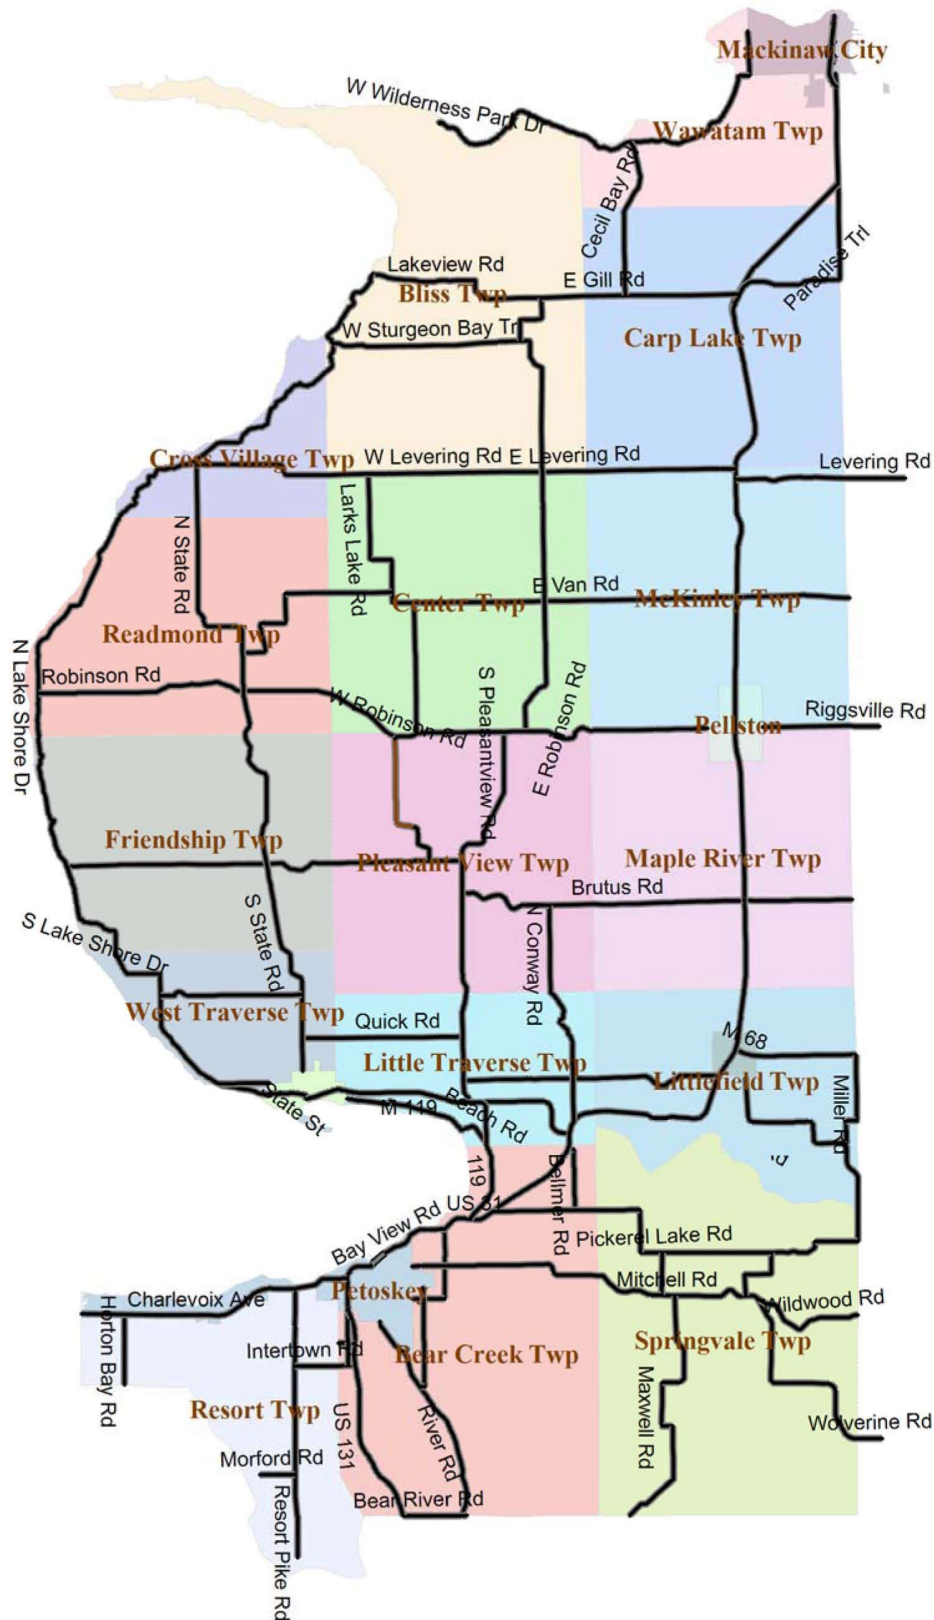 Mackinaw City
W Wilderness Park Dr
Wawatam Twp
Cecil Bay Rd
Paradise Trl
Lakeview Rd
E Gill Rd
Bliss Twp
W Sturgeon Bay Tr
Carp Lake Twp
Cross Village Twp
W Levering Rd
E Levering Rd
Levering Rd
Larks Lake Rd
N State Rd
E Van Rd
Center Twp
McKinley Twp
Readmond Twp
N Lake Shore Dr
Robinson Rd
W Robinson Rd
S Pleasantview Rd
E Robinson Rd
Riggsville Rd
Pellston
Friendship Twp
Pleasant View Twp
Maple River Twp
Brutus Rd
S Lake Shore Dr
S State Rd
N Conway Rd
West Traverse Twp
Quick Rd
M 68
Little Traverse Twp
Littlefield Twp
State St
M 119
Beach Rd
Miller Rd
119
Bellmer Rd
US 31
Bay View Rd
Pickerel Lake Rd
Mitchell Rd
Petoskey
Charlevoix Ave
Wildwood Rd
Horton Bay Rd
Intertown Rd
Bear Creek Twp
Springvale Twp
Resort Twp
US 131
River Rd
Maxwell Rd
Wolverine Rd
Morford Rd
Bear River Rd
Resort Pike Rd